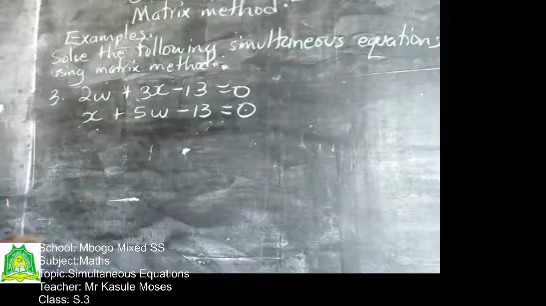 Matrix method.
Examples.
Solve the following simultaneous equations
using matrix method.
3. 2w + 3x - 13 = 0
x + 5w - 13 = 0
School: Mbogo Mixed SS
Subject:Maths
Topic:Simultaneous Equations
Teacher: Mr Kasule Moses
Class: S.3